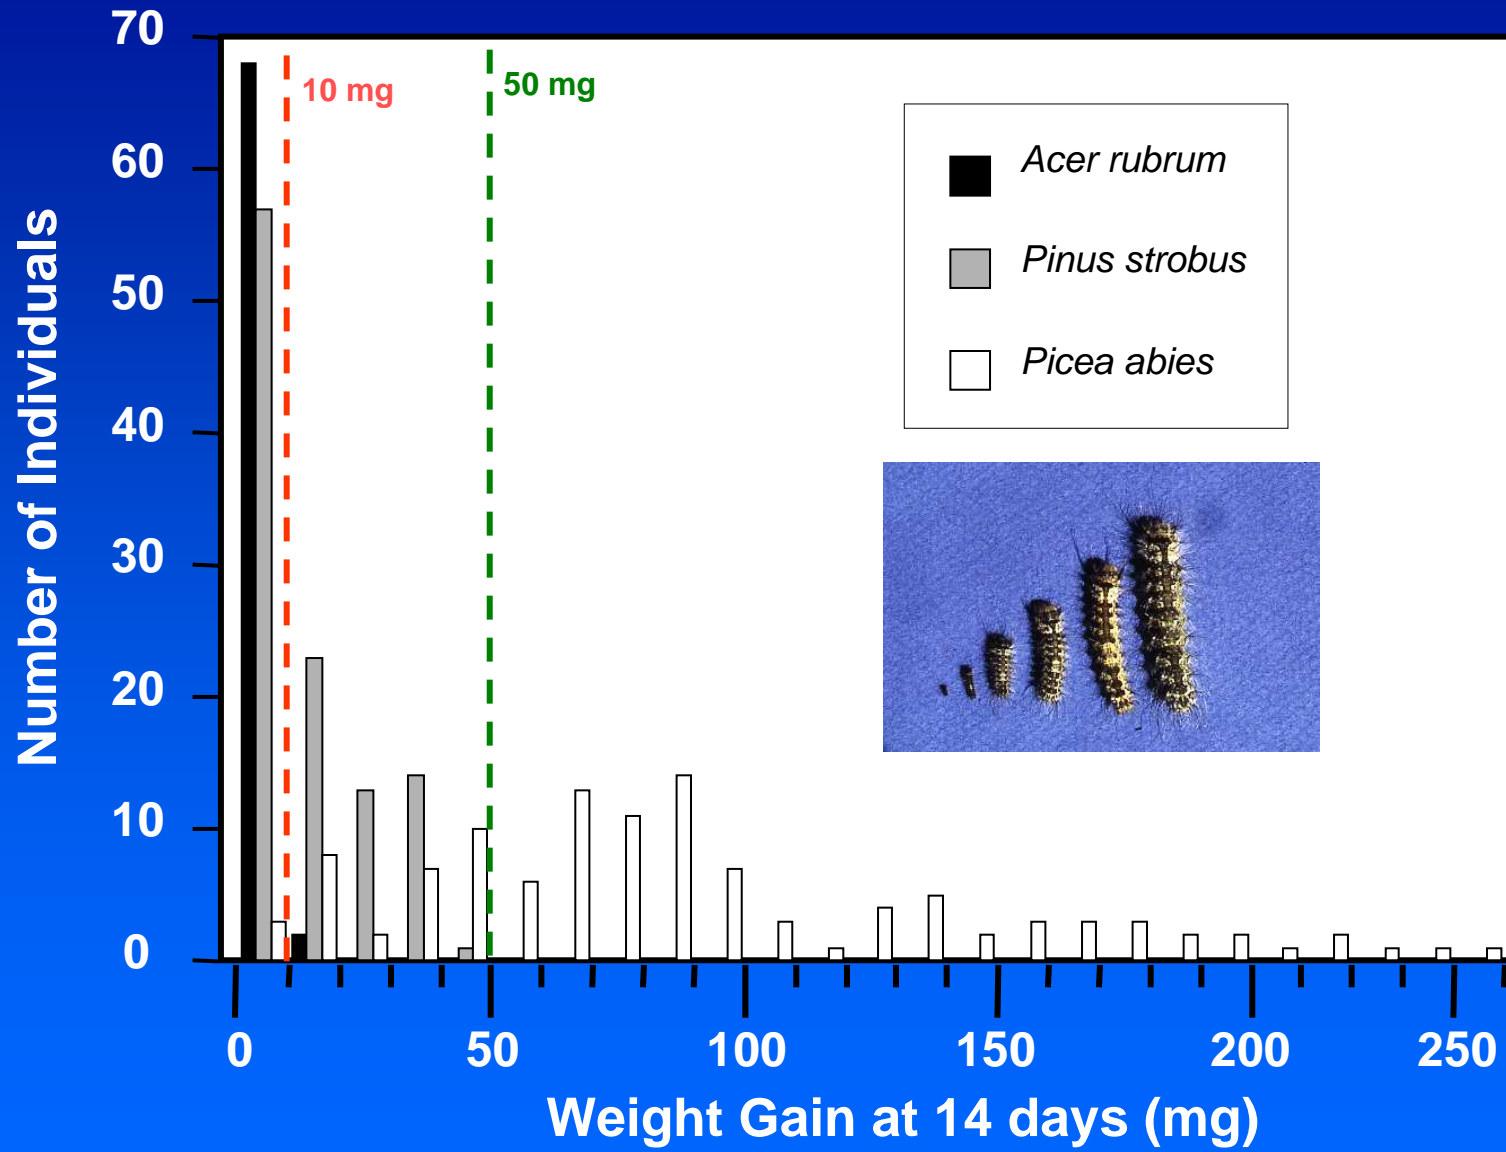 Number of Individuals
70
60
50
40
30
20
10
0
10 mg
50 mg
Acer rubrum
Pinus strobus
Picea abies
0 50 100 150 200 250
Weight Gain at 14 days (mg)